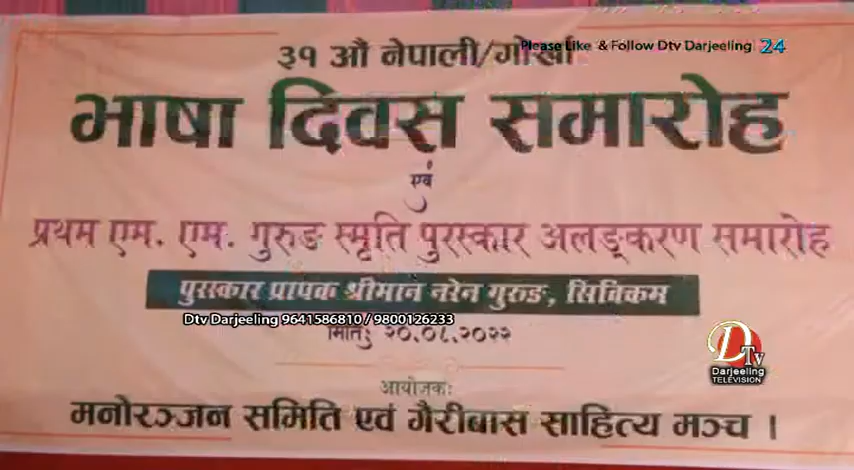 Please Like & Follow Dtv Darjeeling 24
३१ औं नेपाली/गोर्खा
भाषा दिवस समारोह
एवं
प्रथम एम. एम. गुरुङ स्मृति पुरस्कार अलङ्करण समारोह
पुरस्कार प्रापक श्रीमान नरेन गुरुङ, सिक्किम
Dtv Darjeeling 9641586810 / 9800126233
मिति: २०.०८.२०२२
DTv
Darjeeling
TELEVISION
आयोजक:
मनोरञ्जन समिति एवं गैरीबास साहित्य मञ्च ।